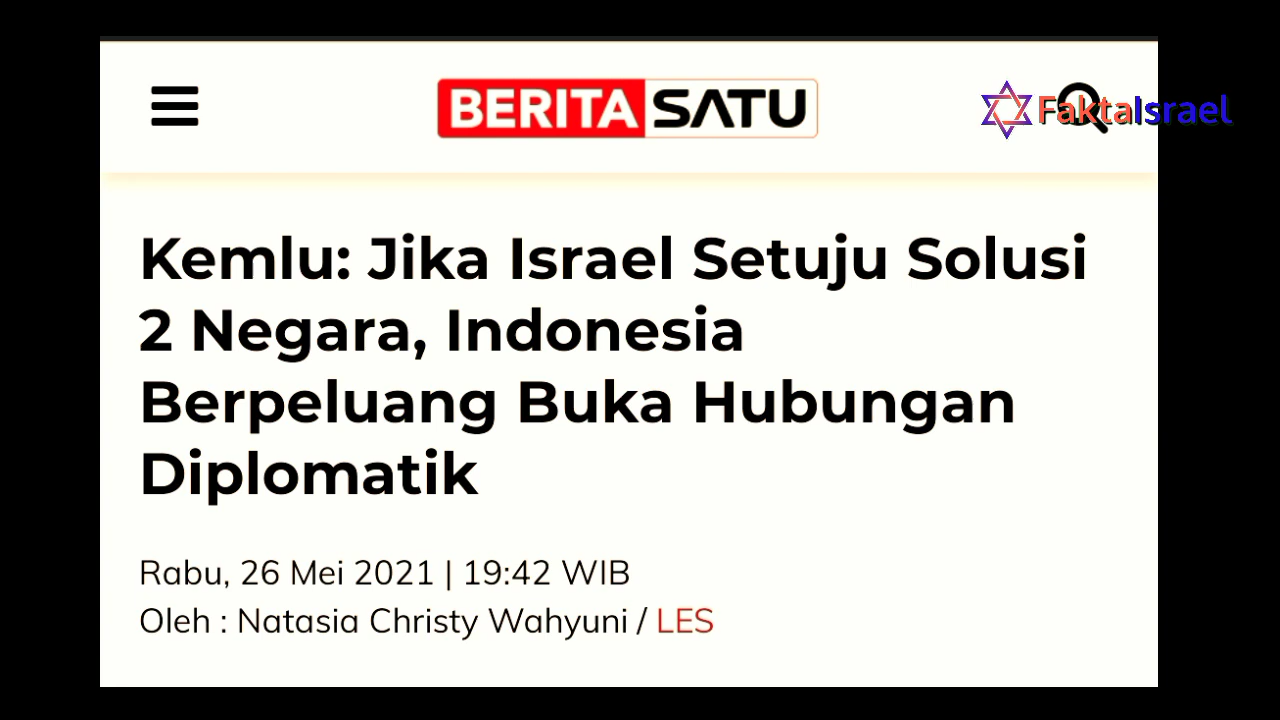 BERITA SATU
FaktaIsrael
Kemlu: Jika Israel Setuju Solusi
2 Negara, Indonesia
Berpeluang Buka Hubungan
Diplomatik
Rabu, 26 Mei 2021 | 19:42 WIB
Oleh : Natasia Christy Wahyuni / LES